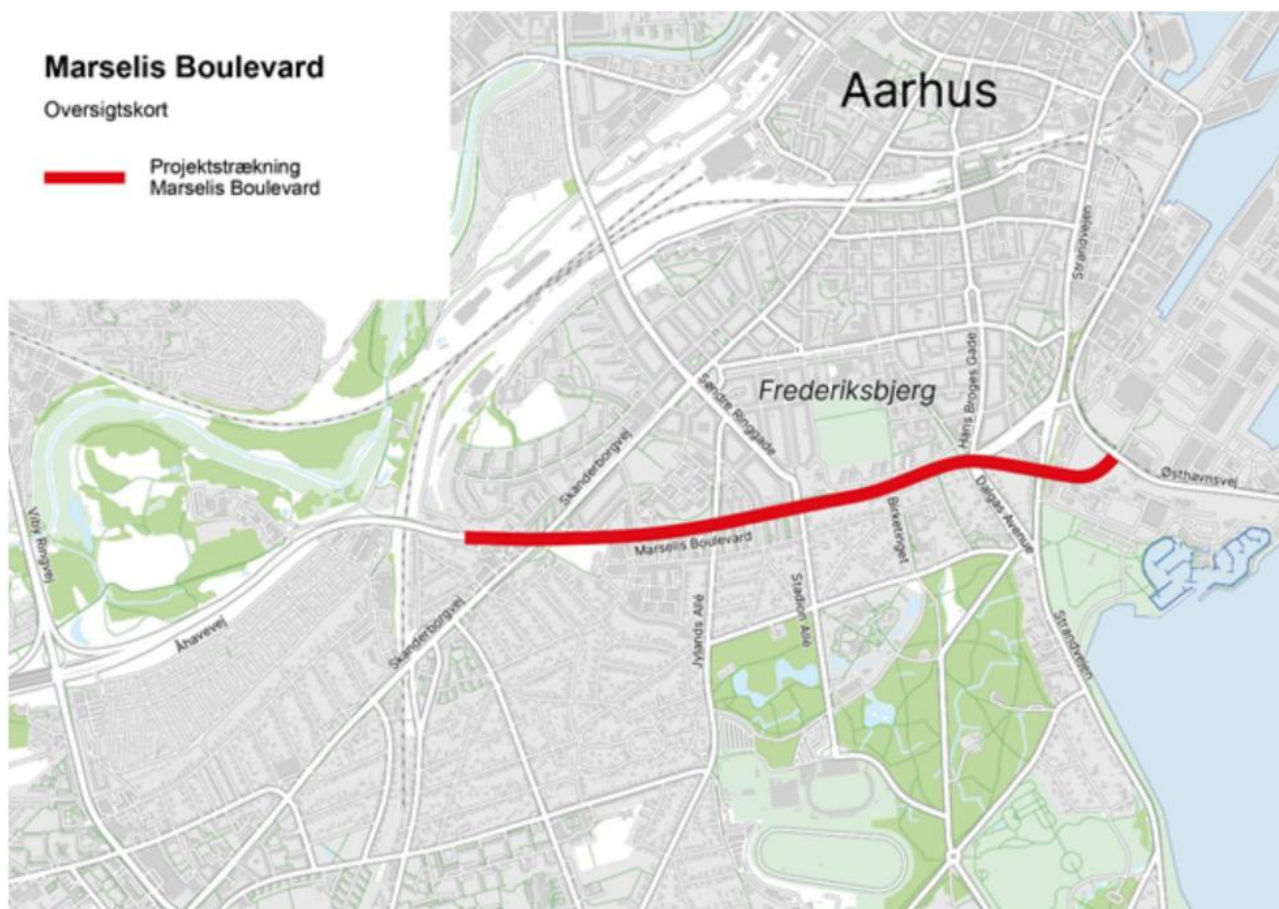 Marselis Boulevard
Oversigtskort
Projektstrækning
Marselis Boulevard
Aarhus
Strandvejen
Frederiksbjerg
Hans Broges Gade
Søndre Ringgade
Skanderborgvej
Østhavnsvej
Dalgas Avenue
Birketinget
Marselis Boulevard
Viby Ringvej
Åhavevej
Skanderborgvej
Jyllands Allé
Stadion Allé
Strandvejen